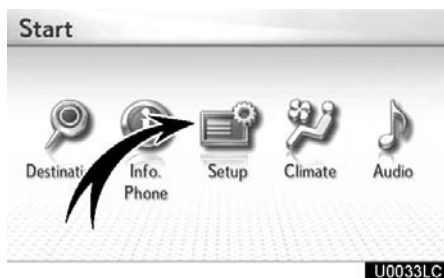 Start
Destinati
Info.
Phone
Setup
Climate
Audio
U0033LC